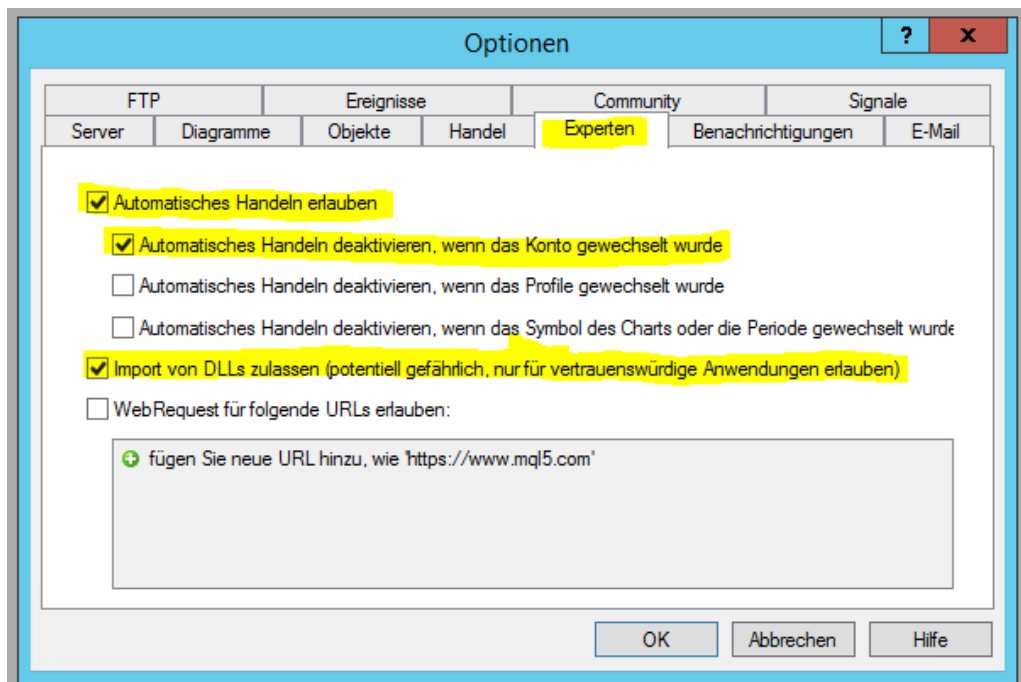 Optionen
?
x
FTP Ereignisse Community Signale
Server Diagramme Objekte Handel Experten Benachrichtigungen E-Mail
Automatisches Handeln erlauben
Automatisches Handeln deaktivieren, wenn das Konto gewechselt wurde
Automatisches Handeln deaktivieren, wenn das Profile gewechselt wurde
Automatisches Handeln deaktivieren, wenn das Symbol des Charts oder die Periode gewechselt wurde
Import von DLLs zulassen (potentiell gefährlich, nur für vertrauenswürdige Anwendungen erlauben)
WebRequest für folgende URLs erlauben:
fügen Sie neue URL hinzu, wie 'https://www.mql5.com'
OK Abbrechen Hilfe